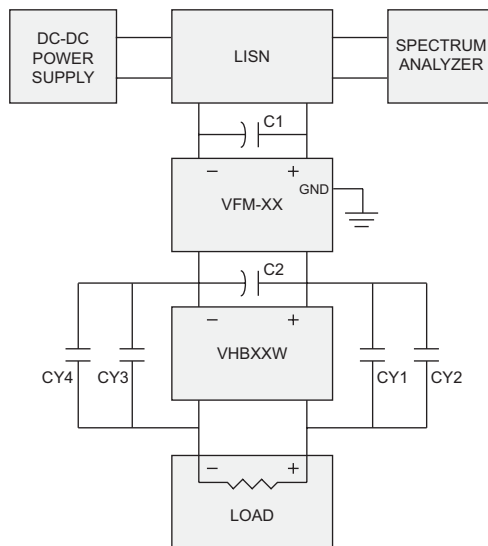 DC-DC
POWER
SUPPLY
LISN
SPECTRUM
ANALYZER
C1
− +
GND
VFM-XX
C2
− +
VHBXXW
CY4 CY3 CY1 CY2
− +
LOAD